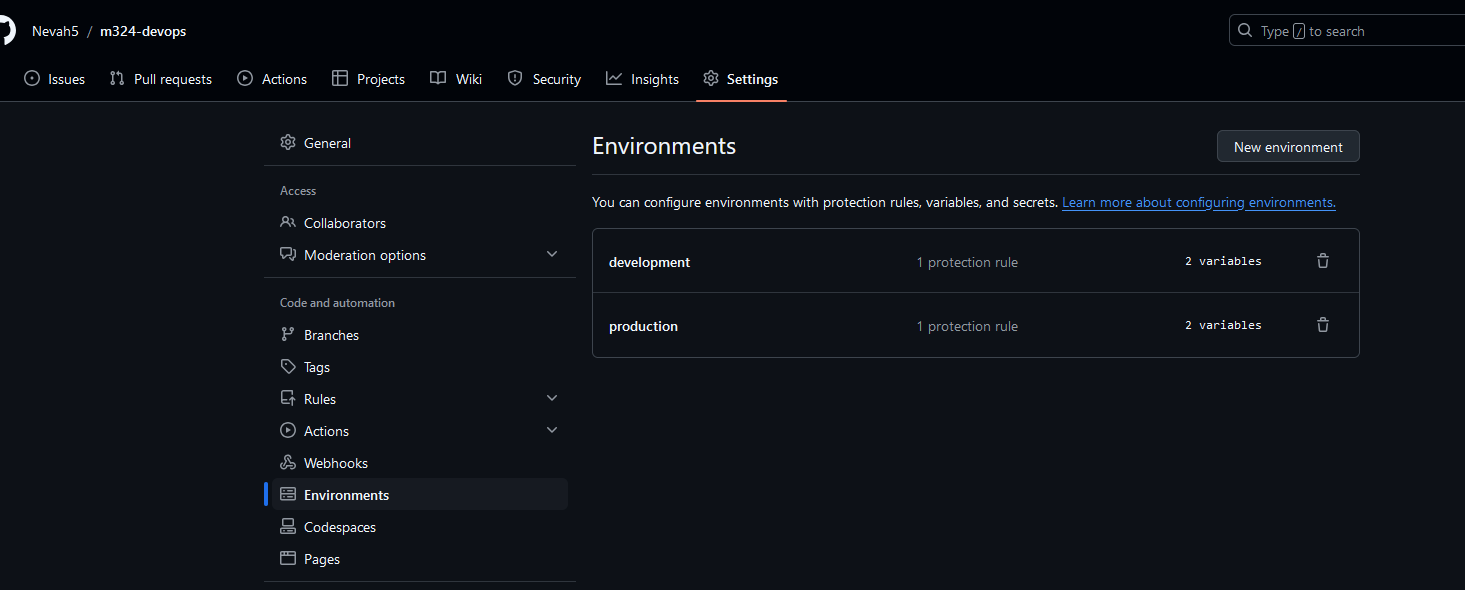 Nevah5 / m324-devops
Type / to search
Issues Pull requests Actions Projects Wiki Security Insights Settings
General
Access
Collaborators
Moderation options
Code and automation
Branches
Tags
Rules
Actions
Webhooks
Environments
Codespaces
Pages
Environments
New environment
You can configure environments with protection rules, variables, and secrets. Learn more about configuring environments.
development 1 protection rule 2 variables
production 1 protection rule 2 variables